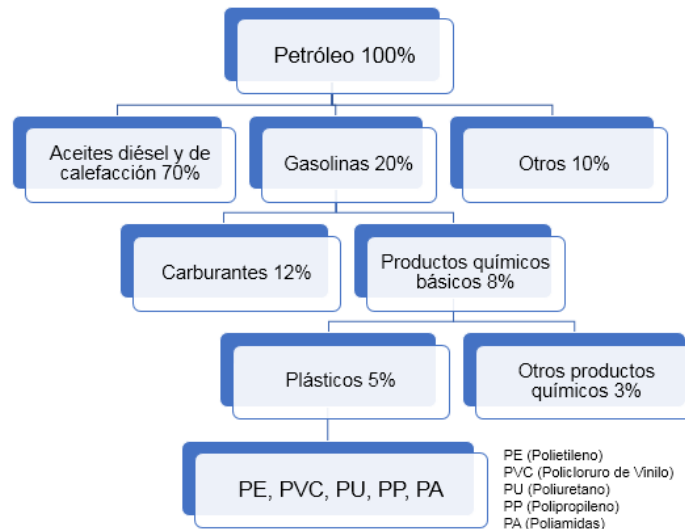 Petróleo 100%
Aceites diésel y de
calefacción 70%
Gasolinas 20%
Otros 10%
Carburantes 12%
Productos químicos
básicos 8%
Plásticos 5%
Otros productos
químicos 3%
PE, PVC, PU, PP, PA
PE (Polietileno)
PVC (Policloruro de Vinilo)
PU (Poliuretano)
PP (Polipropileno)
PA (Poliamidas)